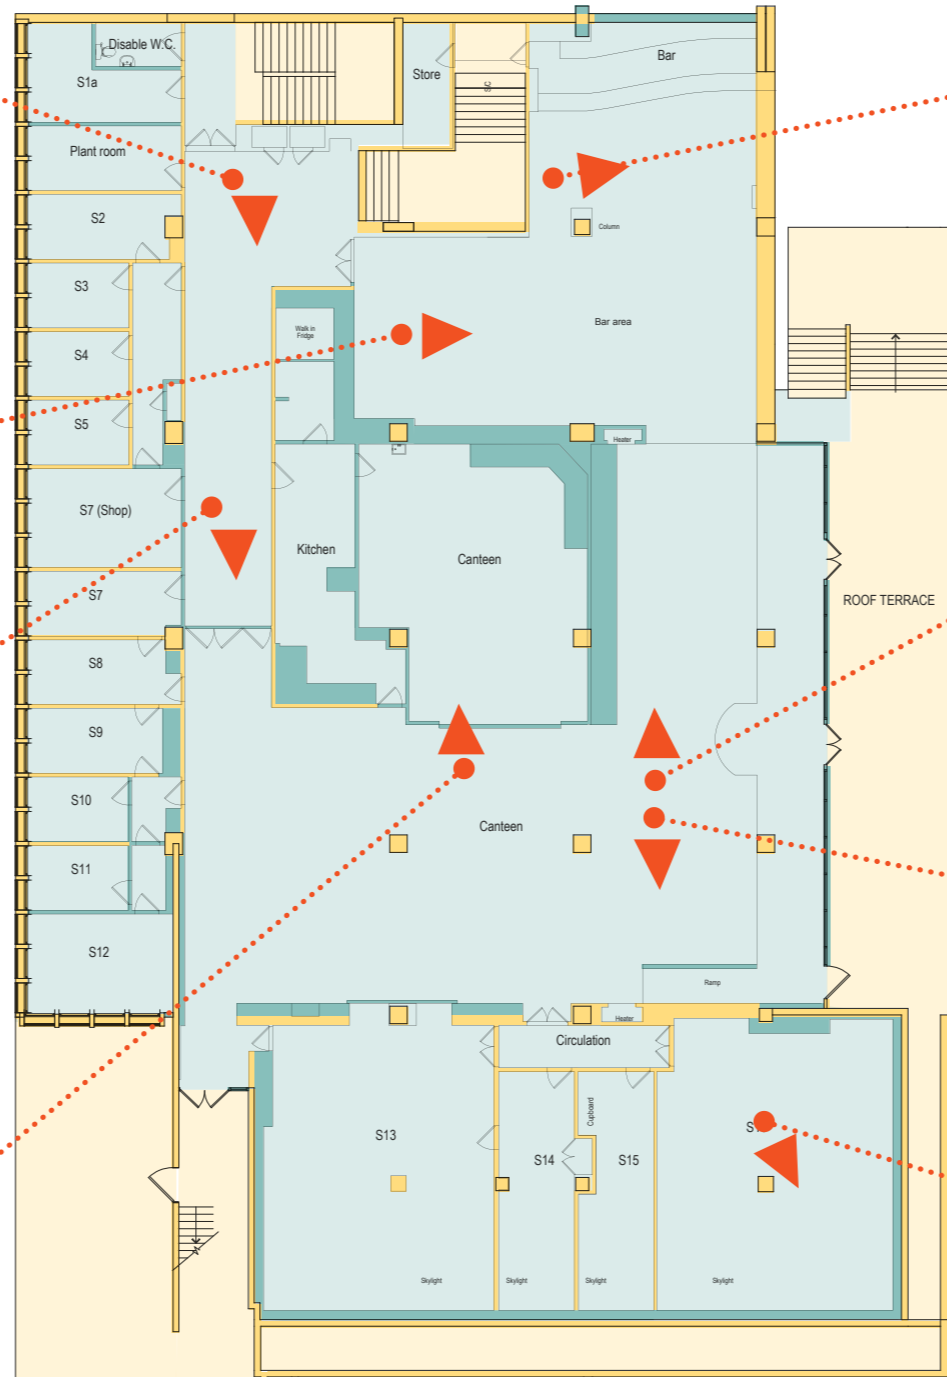 Disable W.C.
Bar
S1a
Store
S.C
Plant room
S2
Column
S3
Bar area
Walk in
Fridge
S4
S5
Heater
S7 (Shop)
Kitchen
Canteen
S7
ROOF TERRACE
S8
S9
S10
Canteen
S11
S12
Ramp
Heater
Circulation
Cupboard
S13
S14
S15
Skylight
Skylight
Skylight
Skylight